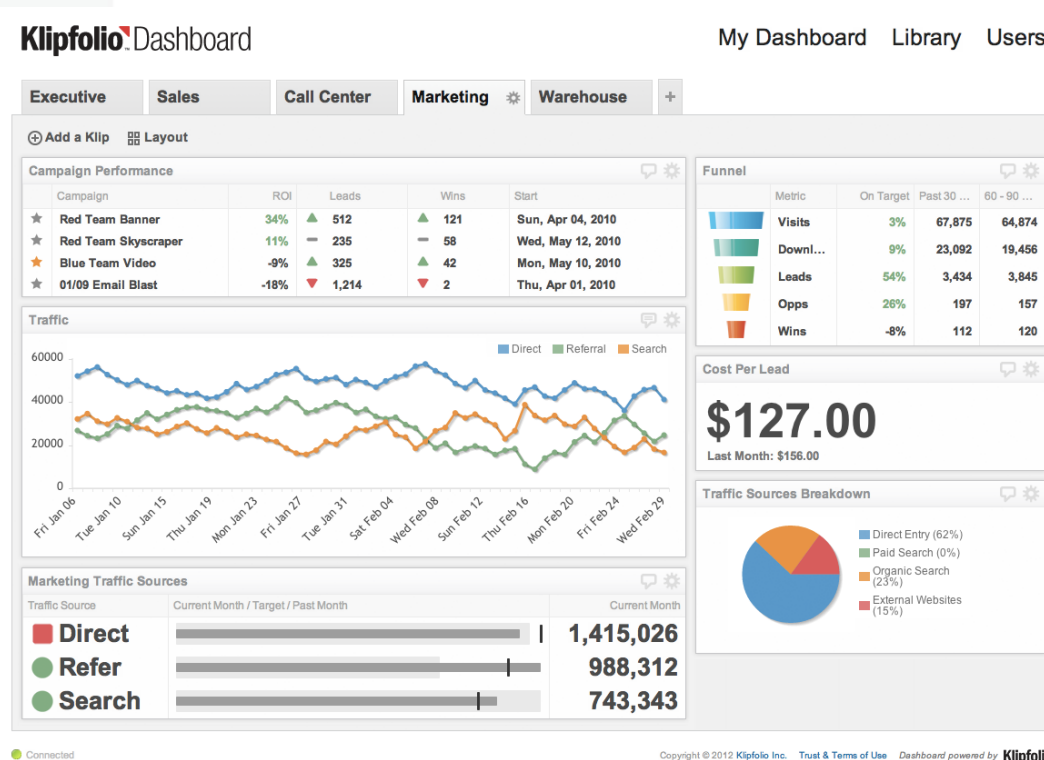 Klipfolio Dashboard
My Dashboard Library Users
Executive Sales Call Center Marketing Warehouse +
Add a Klip Layout
Campaign Performance
Campaign ROI Leads Wins Start
Red Team Banner 34% 512 121 Sun, Apr 04, 2010
Red Team Skyscraper 11% 235 58 Wed, May 12, 2010
Blue Team Video -9% 325 42 Mon, May 10, 2010
01/09 Email Blast -18% 1,214 2 Thu, Apr 01, 2010
Funnel
Metric On Target Past 30 ... 60 - 90 ...
Visits 3% 67,875 64,874
Downl... 9% 23,092 19,456
Leads 54% 3,434 3,845
Opps 26% 197 157
Wins -8% 112 120
Traffic
Direct Referral Search
60000
40000
20000
0
Fri Jan 06 Tue Jan 10 Sun Jan 15 Thu Jan 19 Mon Jan 23 Fri Jan 27 Tue Jan 31 Sat Feb 04 Wed Feb 08 Sun Feb 12 Thu Feb 16 Mon Feb 20 Fri Feb 24 Wed Feb 29
Cost Per Lead
$127.00
Last Month: $156.00
Traffic Sources Breakdown
Direct Entry (62%)
Paid Search (0%)
Organic Search
(23%)
External Websites
(15%)
Marketing Traffic Sources
Traffic Source Current Month / Target / Past Month Current Month
Direct 1,415,026
Refer 988,312
Search 743,343
Connected
Copyright © 2012 Klipfolio Inc. Trust & Terms of Use Dashboard powered by Klipfoli